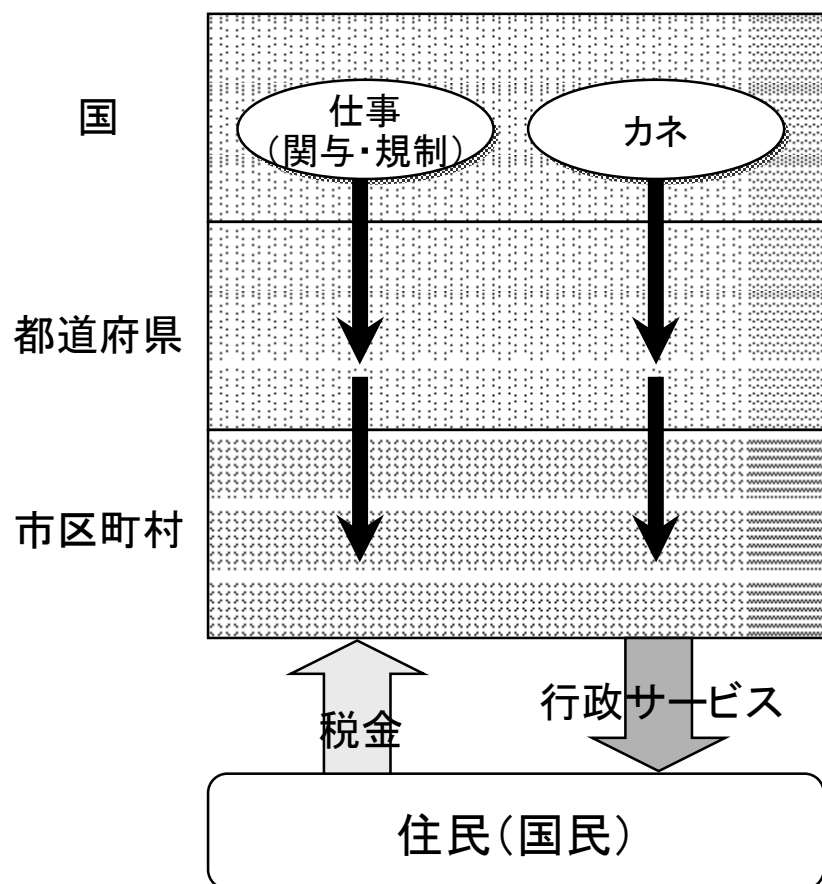 国
仕事
（関与・規制）
カネ
都道府県
市区町村
税金
行政サービス
住民（国民）